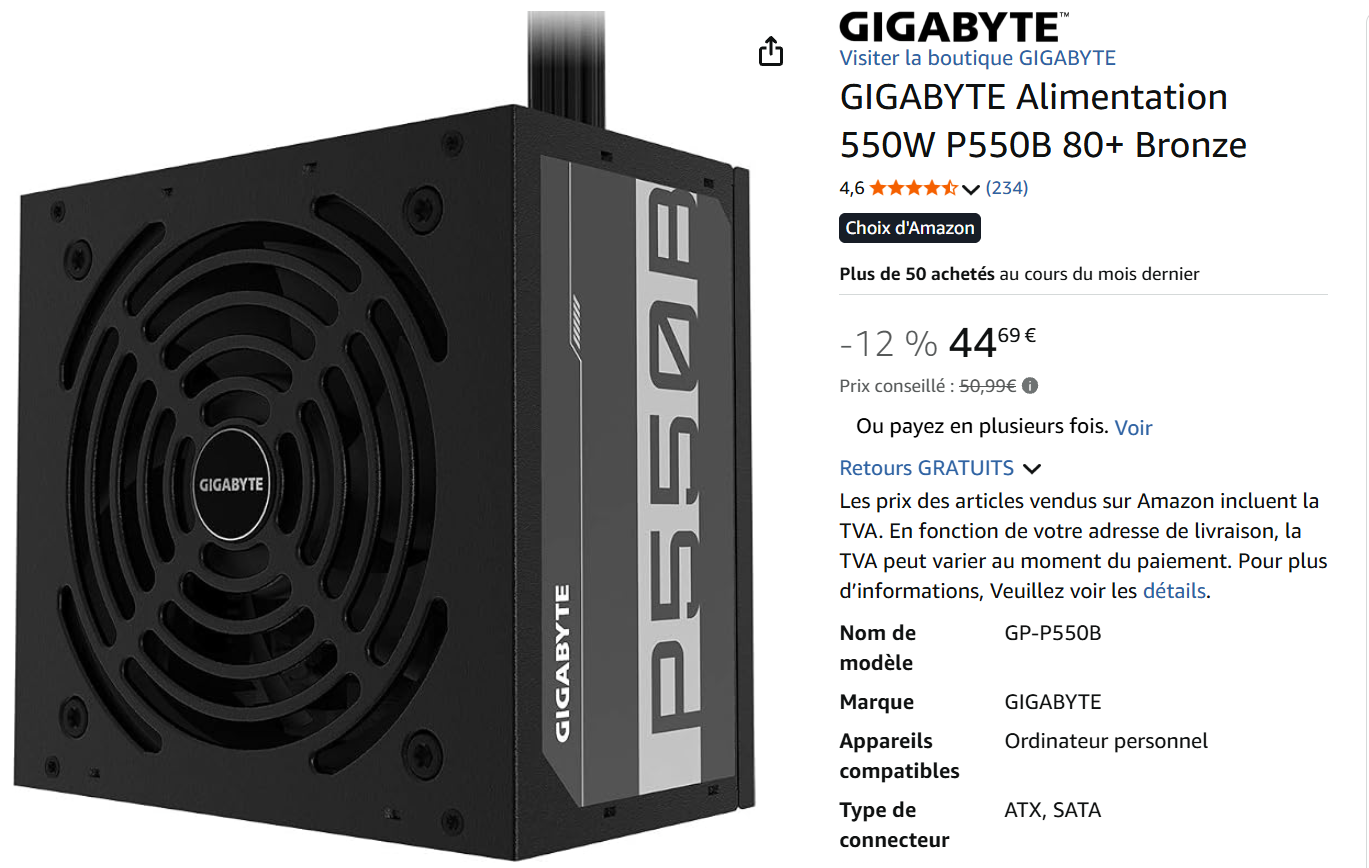 GIGABYTE™
Visiter la boutique GIGABYTE
GIGABYTE Alimentation
550W P550B 80+ Bronze
4,6 (234)
Choix d'Amazon
Plus de 50 achetés au cours du mois dernier
-12 % 44,69 €
Prix conseillé : 50,99€
Ou payez en plusieurs fois. Voir
Retours GRATUITS
Les prix des articles vendus sur Amazon incluent la
TVA. En fonction de votre adresse de livraison, la
TVA peut varier au moment du paiement. Pour plus
d’informations, Veuillez voir les détails.
Nom de
modèle
GP-P550B
Marque
GIGABYTE
Appareils
compatibles
Ordinateur personnel
Type de
connecteur
ATX, SATA
GIGABYTE
GIGABYTE
P550B